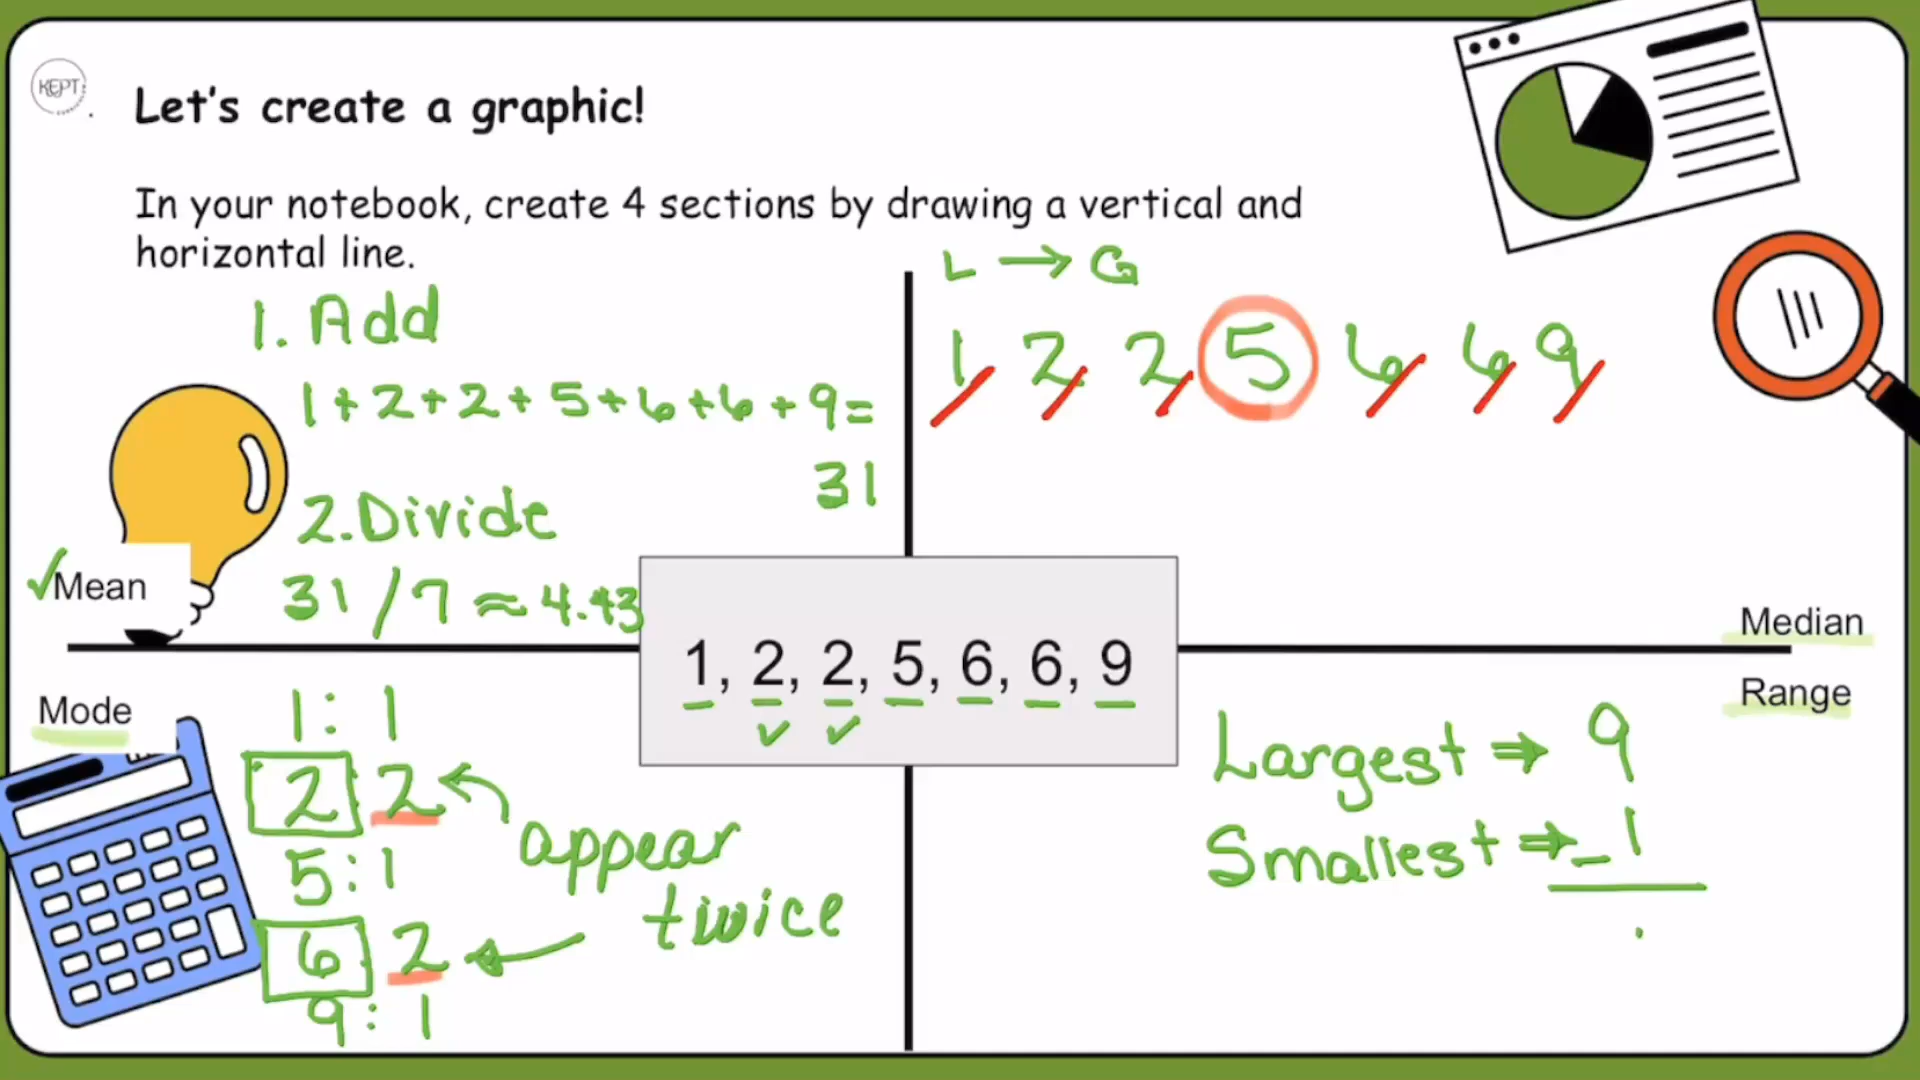 KEPT
Let's create a graphic!
In your notebook, create 4 sections by drawing a vertical and
horizontal line.
1. Add
1+2+2+5+6+6+9=
31
2. Divide
31/7 ≈ 4.43
✓Mean
L → G
1 2 2 5 6 6 9
Median
1, 2, 2, 5, 6, 6, 9
✓ ✓
Mode
1: 1
2: 2
5: 1
6 2
9: 1
appear
twice
Range
Largest ⇒ 9
Smallest ⇒ -1